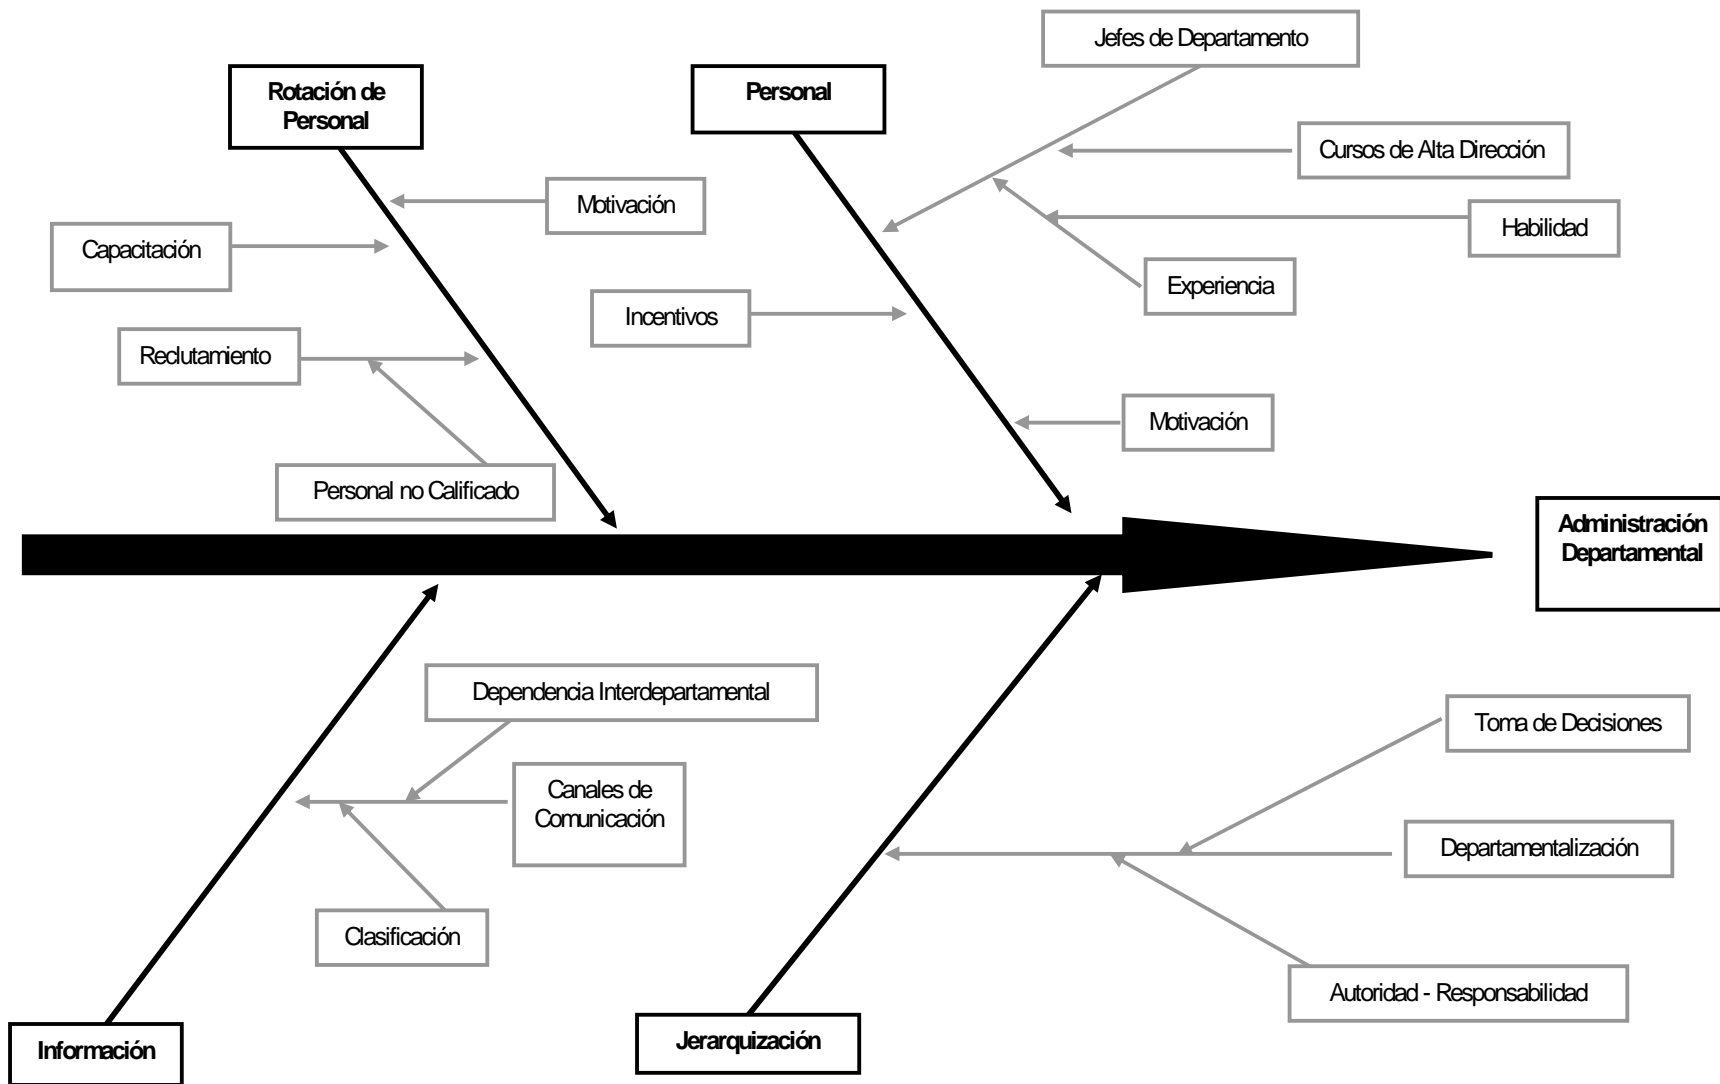 Jefes de Departamento
Rotación de
Personal
Personal
Cursos de Alta Dirección
Motivación
Habilidad
Capacitación
Experiencia
Incentivos
Reclutamiento
Motivación
Personal no Calificado
Administración
Departamental
Dependencia Interdepartamental
Toma de Decisiones
Canales de
Comunicación
Departamentalización
Clasificación
Autoridad - Responsabilidad
Información
Jerarquización